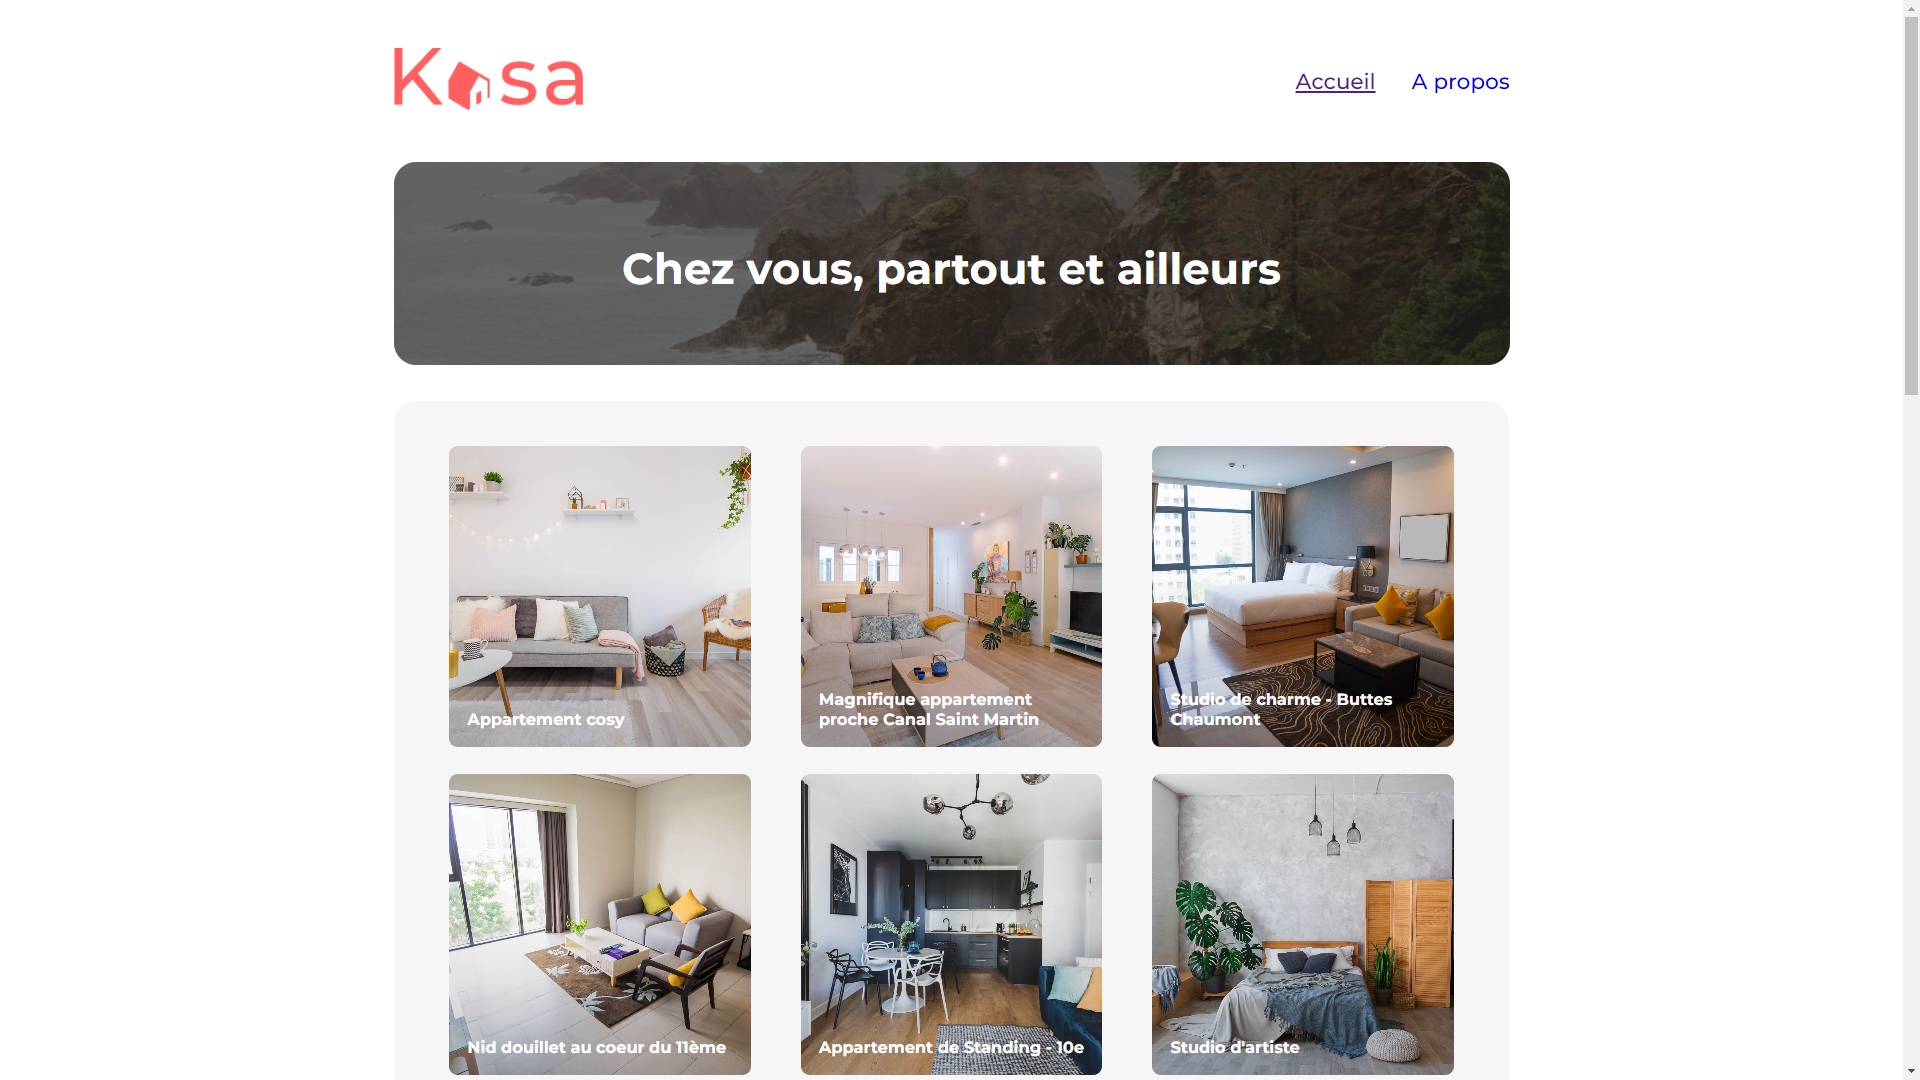 Kasa
Accueil
A propos
Chez vous, partout et ailleurs
Appartement cosy
Magnifique appartement
proche Canal Saint Martin
Studio de charme - Buttes
Chaumont
Nid douillet au coeur du 11ème
Appartement de Standing - 10e
Studio d'artiste